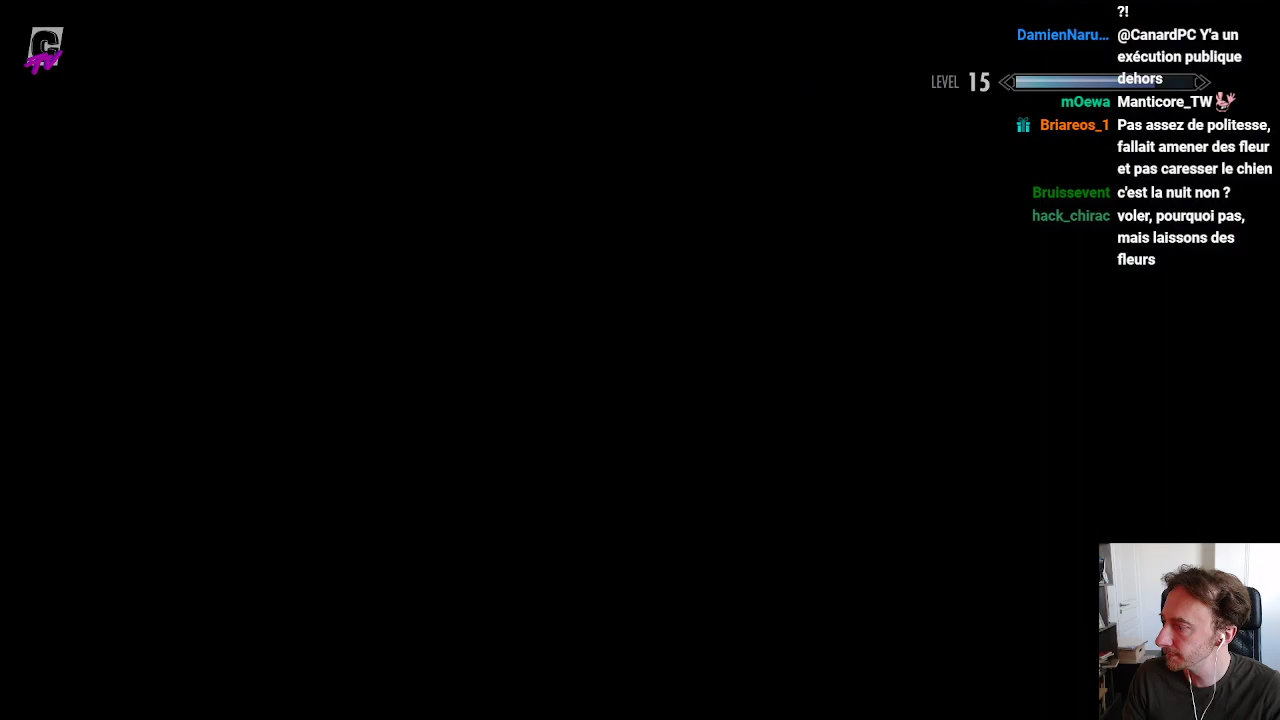 ?!
DamienNaru... @CanardPC Y'a un
exécution publique
dehors
LEVEL 15
mOewa Manticore_TW
Briareos_1 Pas assez de politesse,
fallait amener des fleur
et pas caresser le chien
Bruissevent c'est la nuit non ?
hack_chirac voler, pourquoi pas,
mais laissons des
fleurs
C
TV